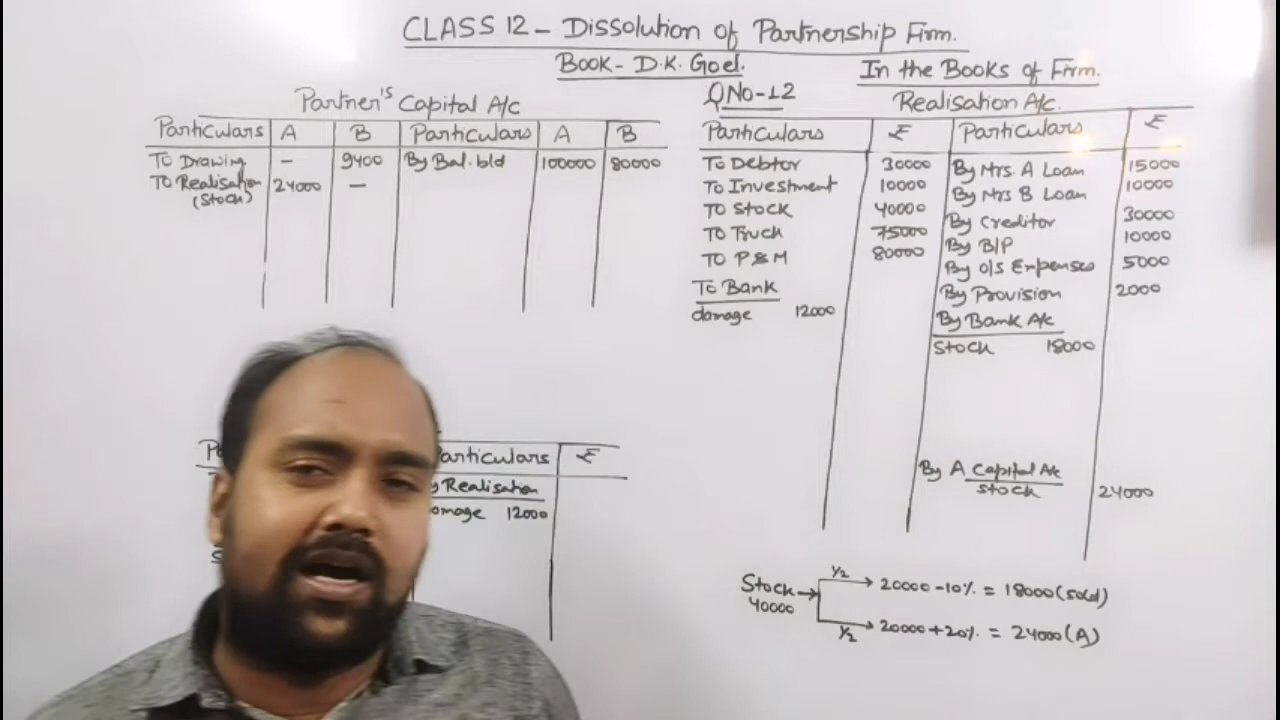 CLASS 12 - Dissolution of Partnership Firm.
Book - D.K. Goel.
In the Books of Firm.
Partner's Capital A/c
Particulars A B Particulars A B
To Drawing - 9400 By Bal. b/d 100000 80000
To Realisation 24000 -
(Stock)
QNo-12
Realisation A/c.
Particulars ₹ Particulars ₹
To Debtor 30000 By Mrs. A Loan 15000
To Investment 10000 By Mrs B Loan 10000
To Stock 40000 By Creditor 30000
To Truck 75000 By B/P 10000
To P&M 80000 By O/S Expenses 5000
To Bank By Provision 2000
damage 12000 By Bank A/c
Stock 18000
By A Capital A/c
Stock 24000
articulars ₹
y Realisation
amage 12000
Stock → 1/2 → 20000 - 10% = 18000 (Sold)
40000
1/2 → 20000 + 20% = 24000 (A)